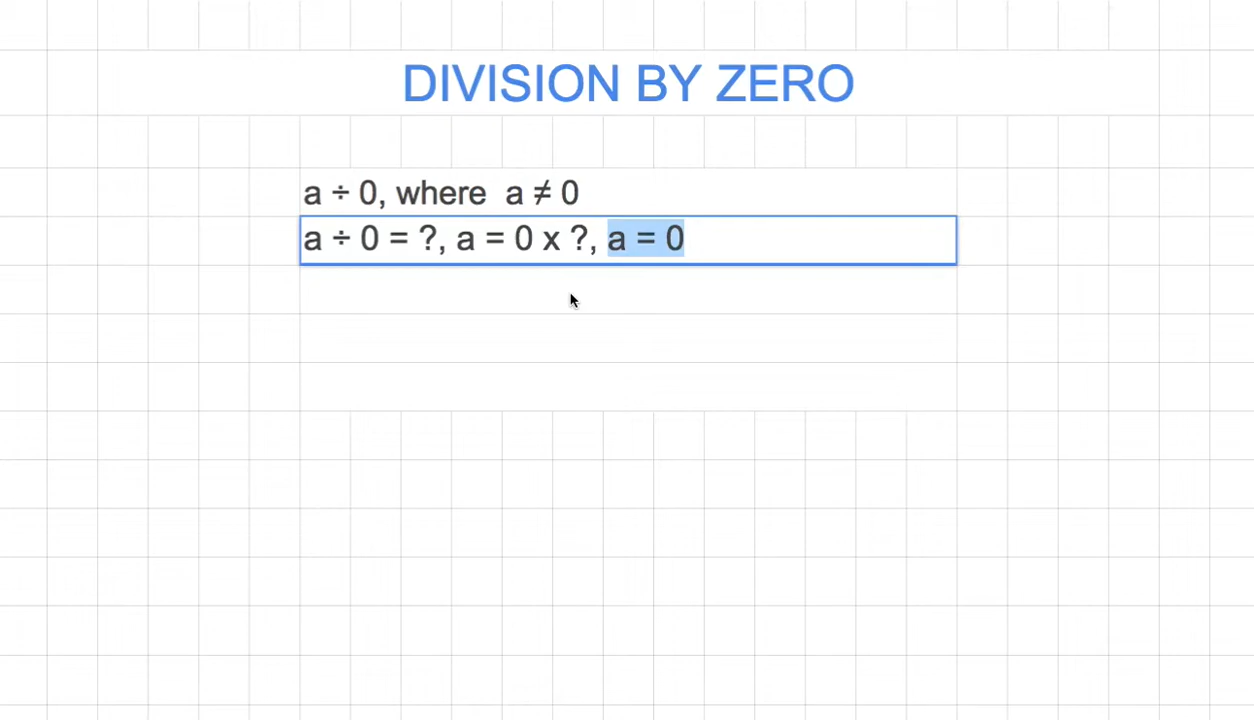 DIVISION BY ZERO
a ÷ 0, where a ≠ 0
a ÷ 0 = ?, a = 0 x ?, a = 0